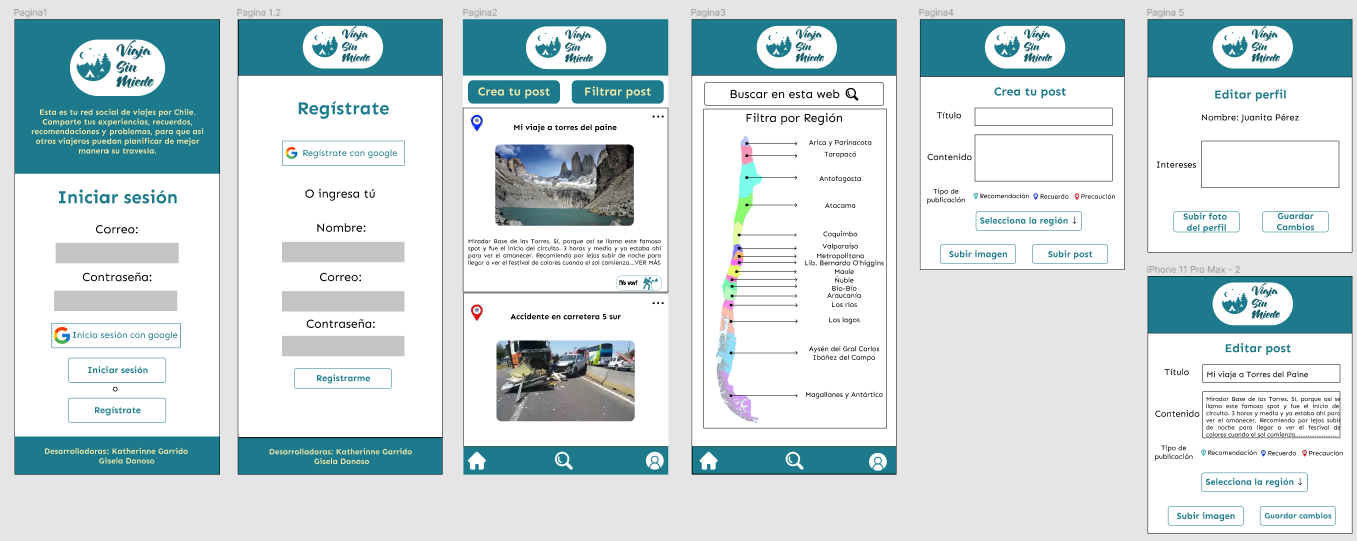 Pagina1
Viaja
Sin
Miedo
Esta es tu red social de viajes por Chile.
Comparte tus experiencias, recuerdos,
recomendaciones y problemas, para que asi
otros viajeros puedan planificar de mejor
manera su travesía.
Iniciar sesión
Correo:
Contraseña:
Inicia sesión con google
Iniciar sesión
o
Regístrate
Desarrolladoras: Katherinne Garrido
Gisela Donoso
Pagina 1.2
Viaja
Sin
Miedo
Regístrate
Regístrate con google
O ingresa tú
Nombre:
Correo:
Contraseña:
Registrarme
Desarrolladoras: Katherinne Garrido
Gisela Donoso
Pagina2
Viaja
Sin
Miedo
Crea tu post
Filtrar post
Mi viaje a torres del paine
Mirador Base de las Torres. Sí, porque así se llama este famoso
spot y fue el inicio del circuito. 3 horas y media y ya estaba ahí
para ver el amanecer. Recomiendo por lejos subir de noche para
llegar a ver el festival de colores cuando el sol comienza...VER MÁS
¡Yo voy!
Accidente en carretera 5 sur
Pagina3
Viaja
Sin
Miedo
Buscar en esta web
Filtra por Región
Arica y Parinacota
Tarapacá
Antofagasta
Atacama
Coquimbo
Valparaíso
Metropolitana
Lib. Bernardo O'higgins
Maule
Ñuble
Bio-Bío
Araucanía
Los ríos
Los lagos
Aysén del Gral Carlos
Ibáñez del Campo
Magallanes y Antártica
Pagina4
Viaja
Sin
Miedo
Crea tu post
Título
Contenido
Tipo de
publicación
Recomendación
Recuerdo
Precaución
Selecciona la región ↓
Subir imagen
Subir post
Pagina 5
Viaja
Sin
Miedo
Editar perfil
Nombre: Juanita Pérez
Intereses
Subir foto
del perfil
Guardar
Cambios
iPhone 11 Pro Max - 2
Viaja
Sin
Miedo
Editar post
Título
Mi viaje a Torres del Paine
Contenido
Mirador Base de las Torres. Sí, porque así se
llama este famoso spot y fue el inicio del
circuito. 3 horas y media y ya estaba ahí para
ver el amanecer. Recomiendo por lejos subir
de noche para llegar a ver el festival de
colores cuando el sol comienza...
Tipo de
publicación
Recomendación
Recuerdo
Precaución
Selecciona la región ↓
Subir imagen
Guardar cambios